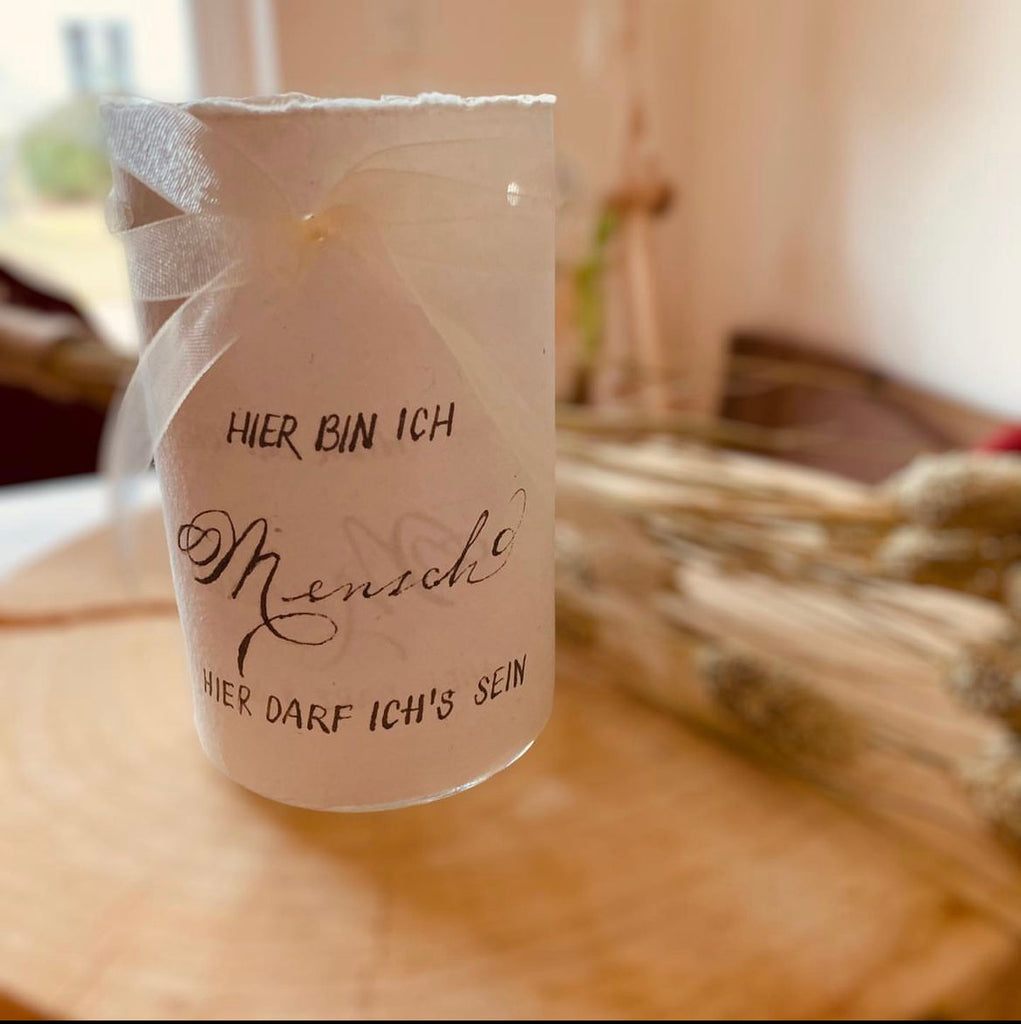 HIER BIN ICH
Mensch
HIER DARF ICH'S SEIN